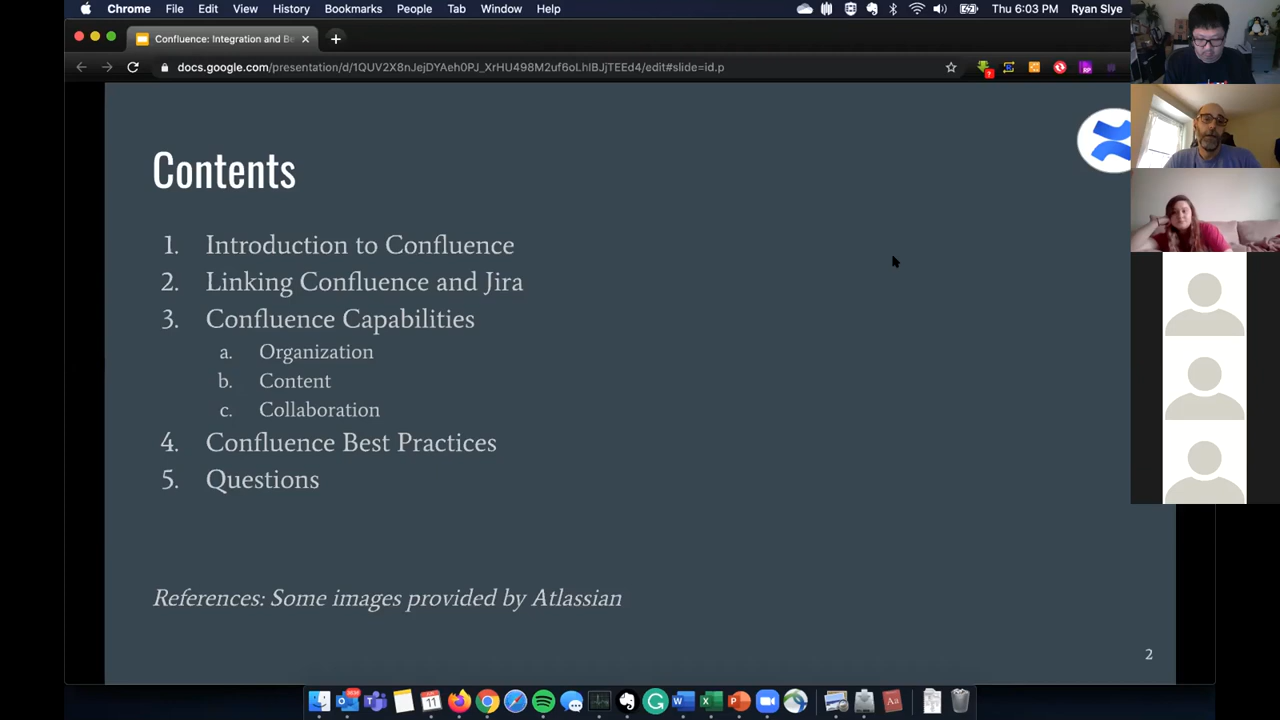 Chrome File Edit View History Bookmarks People Tab Window Help Thu 6:03 PM Ryan Slye
Confluence: Integration and Be
docs.google.com/presentation/d/1QUV2X8nJejDYAeh0PJ_XrHU498M2uf6oLhIBJjTEEd4/edit#slide=id.p
Contents
1. Introduction to Confluence
2. Linking Confluence and Jira
3. Confluence Capabilities
a. Organization
b. Content
c. Collaboration
4. Confluence Best Practices
5. Questions
References: Some images provided by Atlassian
2